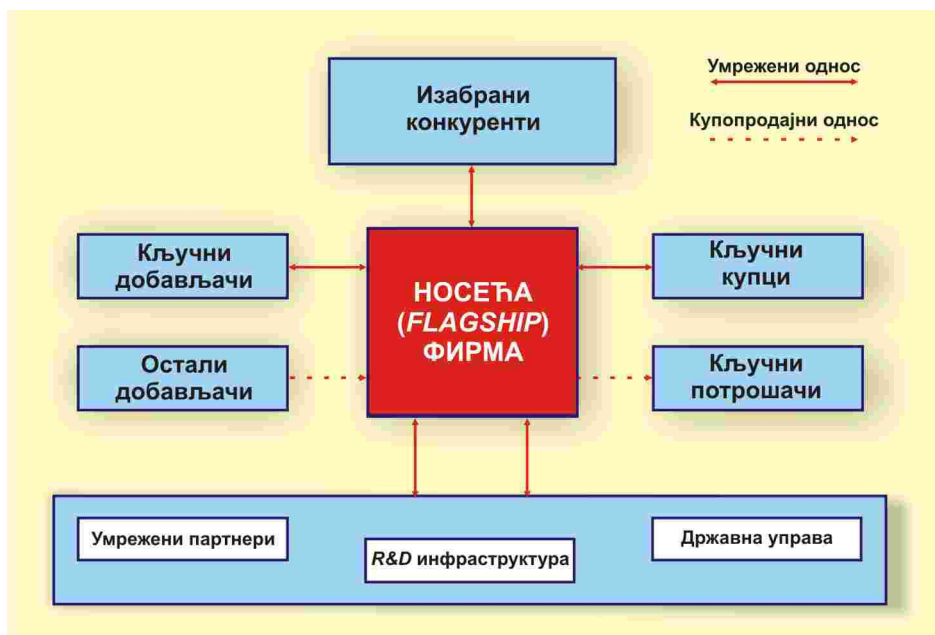 Изабрани
конкуренти
Умрежени однос
Купопродајни однос
Кључни
добављачи
НОСЕЋА
(FLAGSHIP)
ФИРМА
Кључни
купци
Остали
добављачи
Кључни
потрошачи
Умрежени партнери
R&D инфраструктура
Државна управа